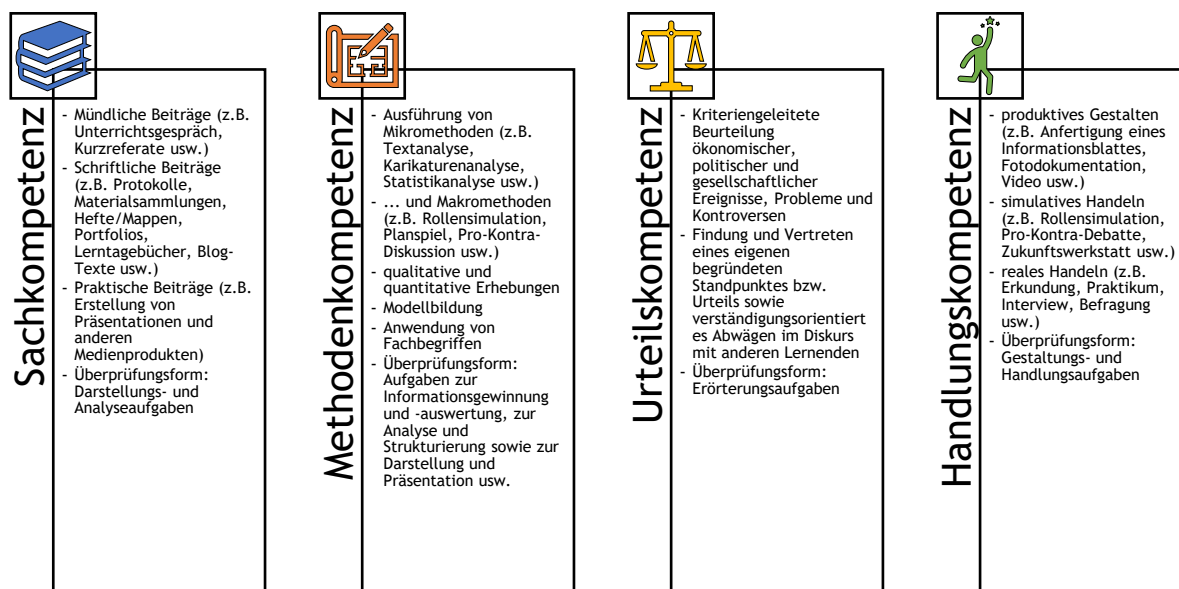 Sachkompetenz
- Mündliche Beiträge (z.B.
Unterrichtsgespräch,
Kurzreferate usw.)
- Schriftliche Beiträge
(z.B. Protokolle,
Materialsammlungen,
Hefte/Mappen,
Portfolios,
Lerntagebücher, Blog-
Texte usw.)
- Praktische Beiträge (z.B.
Erstellung von
Präsentationen und
anderen
Medienprodukten)
- Überprüfungsform:
Darstellungs- und
Analyseaufgaben
Methodenkompetenz
- Ausführung von
Mikromethoden (z.B.
Textanalyse,
Karikaturenanalyse,
Statistikanalyse usw.)
- ... und Makromethoden
(z.B. Rollensimulation,
Planspiel, Pro-Kontra-
Diskussion usw.)
- qualitative und
quantitative Erhebungen
- Modellbildung
- Anwendung von
Fachbegriffen
- Überprüfungsform:
Aufgaben zur
Informationsgewinnung
und -auswertung, zur
Analyse und
Strukturierung sowie zur
Darstellung und
Präsentation usw.
Urteilskompetenz
- Kriteriengeleitete
Beurteilung
ökonomischer,
politischer und
gesellschaftlicher
Ereignisse, Probleme und
Kontroversen
- Findung und Vertreten
eines eigenen
begründeten
Standpunktes bzw.
Urteils sowie
verständigungsorientiert
es Abwägen im Diskurs
mit anderen Lernenden
- Überprüfungsform:
Erörterungsaufgaben
Handlungskompetenz
- produktives Gestalten
(z.B. Anfertigung eines
Informationsblattes,
Fotodokumentation,
Video usw.)
- simulatives Handeln
(z.B. Rollensimulation,
Pro-Kontra-Debatte,
Zukunftswerkstatt usw.)
- reales Handeln (z.B.
Erkundung, Praktikum,
Interview, Befragung
usw.)
- Überprüfungsform:
Gestaltungs- und
Handlungsaufgaben